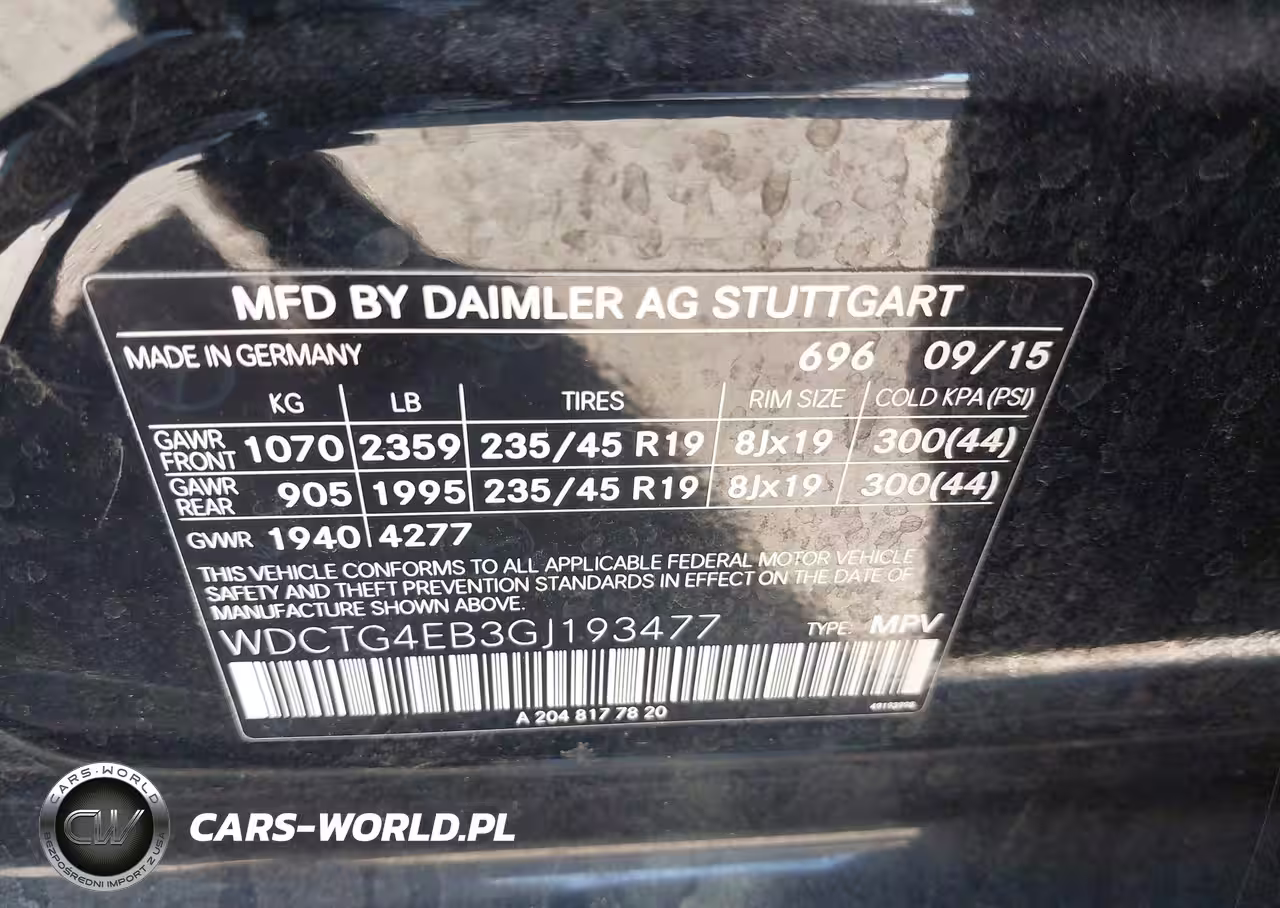 MFD BY DAIMLER AG STUTTGART
MADE IN GERMANY 696 09/15
KG LB TIRES RIM SIZE COLD KPA (PSI)
GAWR FRONT 1070 2359 235/45 R19 8Jx19 300(44)
GAWR REAR 905 1995 235/45 R19 8Jx19 300(44)
GWWR 1940 4277
THIS VEHICLE CONFORMS TO ALL APPLICABLE FEDERAL MOTOR VEHICLE
SAFETY AND THEFT PREVENTION STANDARDS IN EFFECT ON THE DATE OF
MANUFACTURE SHOWN ABOVE.
WDCTG4EB3GJ193477 TYPE: MPV
A 204 817 78 20
CARS-WORLD
CW
BEZPOŚREDNI IMPORT Z USA
CARS-WORLD.PL